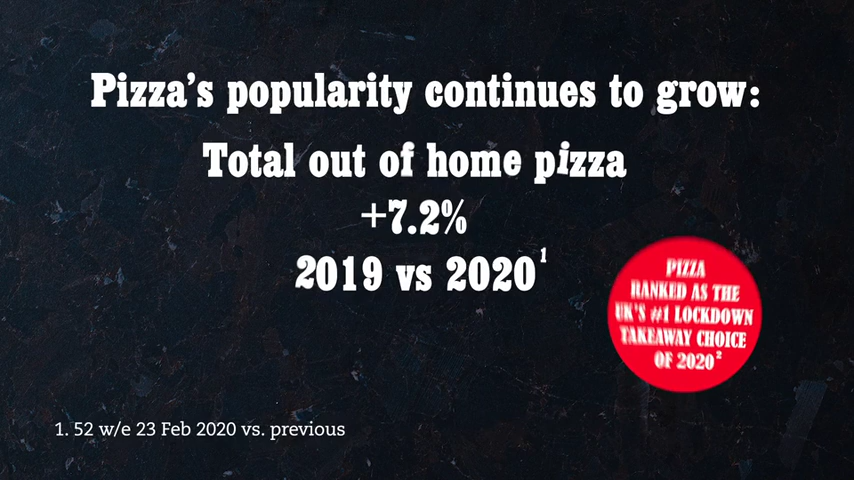 Pizza's popularity continues to grow:
Total out of home pizza
+7.2%
2019 vs 2020¹
PIZZA
RANKED AS THE
UK'S #1 LOCKDOWN
TAKEAWAY CHOICE
OF 2020²
1. 52 w/e 23 Feb 2020 vs. previous